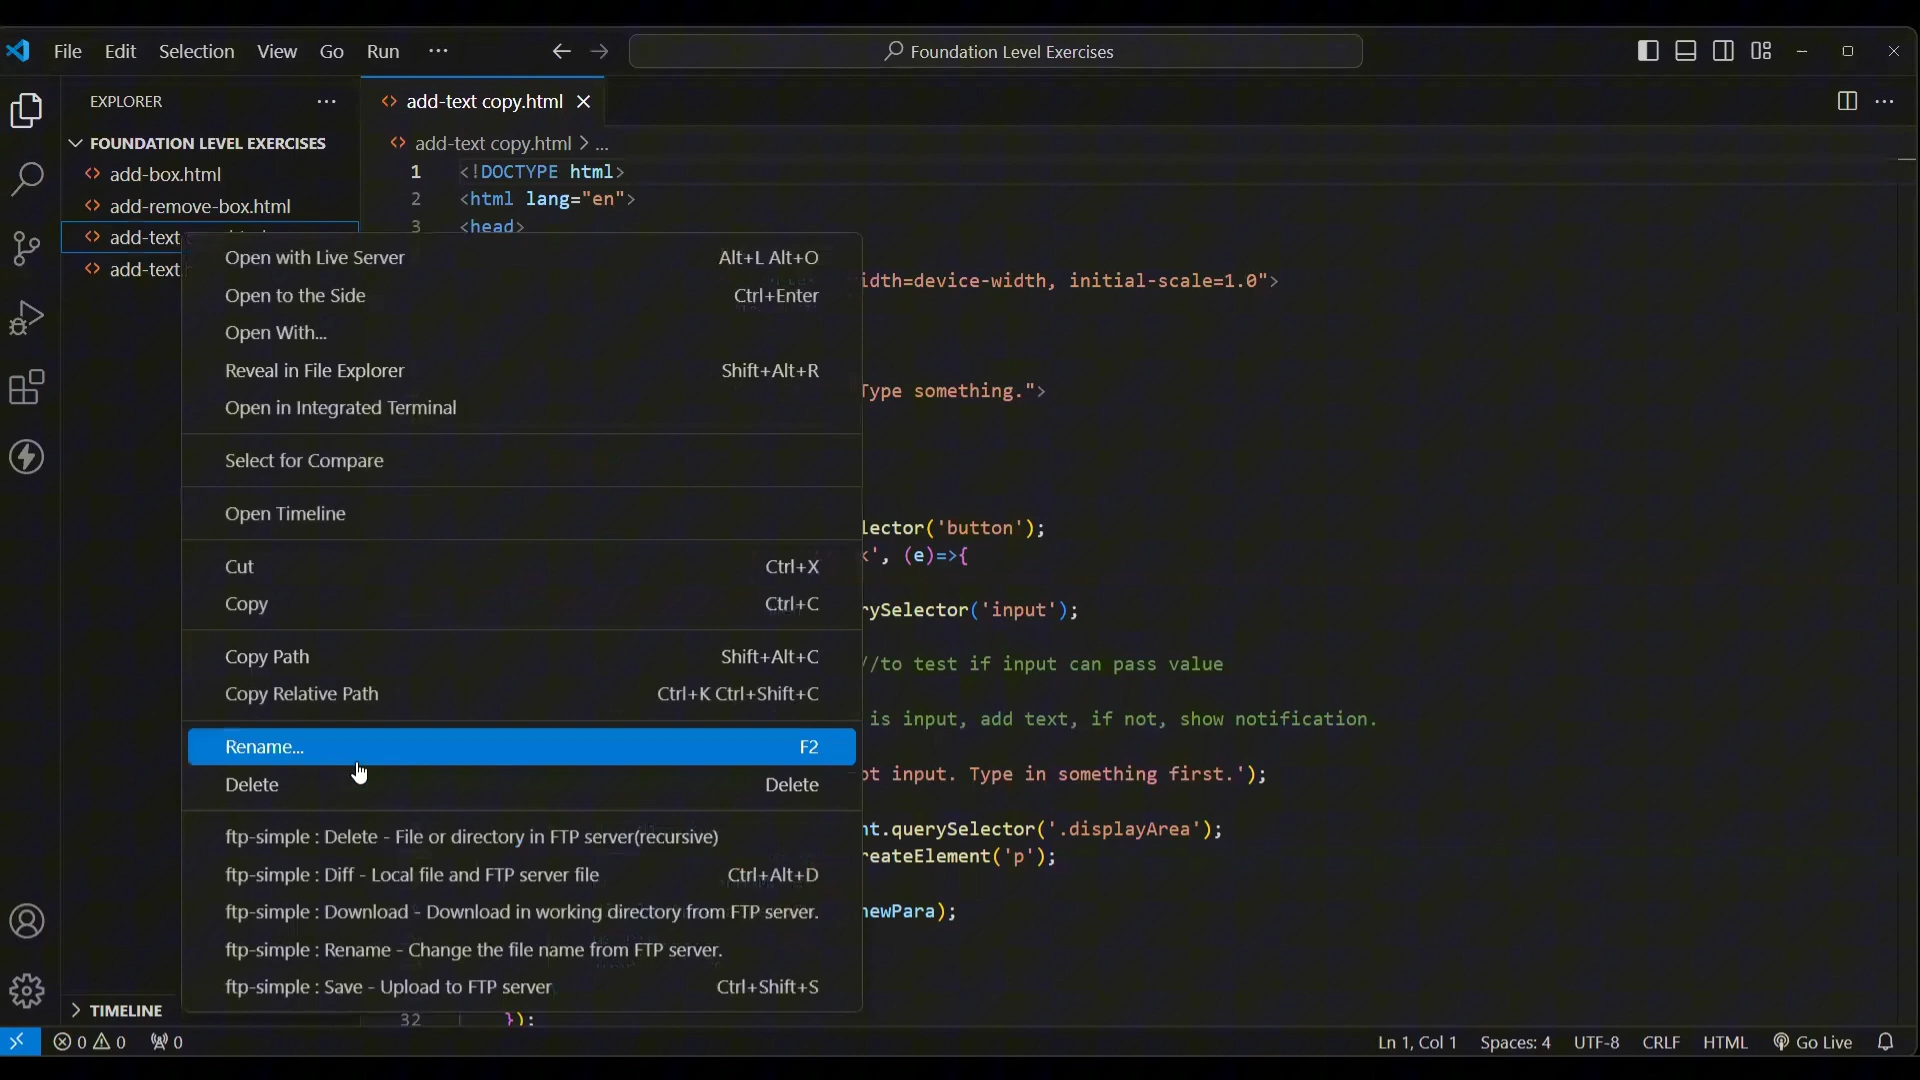 File Edit Selection View Go Run ···
Foundation Level Exercises
EXPLORER ···
FOUNDATION LEVEL EXERCISES
add-box.html
add-remove-box.html
add-text
add-text
TIMELINE
add-text copy.html
add-text copy.html > ...
1 <!DOCTYPE html>
2 <html lang="en">
3 <head>
idth=device-width, initial-scale=1.0">
Type something.">
lector('button');
', (e)=>{
rySelector('input');
//to test if input can pass value
is input, add text, if not, show notification.
pt input. Type in something first.');
nt.querySelector('.displayArea');
reateElement('p');
newPara);
32 });
Open with Live Server Alt+L Alt+O
Open to the Side Ctrl+Enter
Open With...
Reveal in File Explorer Shift+Alt+R
Open in Integrated Terminal
Select for Compare
Open Timeline
Cut Ctrl+X
Copy Ctrl+C
Copy Path Shift+Alt+C
Copy Relative Path Ctrl+K Ctrl+Shift+C
Rename... F2
Delete Delete
ftp-simple : Delete - File or directory in FTP server(recursive)
ftp-simple : Diff - Local file and FTP server file Ctrl+Alt+D
ftp-simple : Download - Download in working directory from FTP server.
ftp-simple : Rename - Change the file name from FTP server.
ftp-simple : Save - Upload to FTP server Ctrl+Shift+S
0 0 0
Ln 1, Col 1 Spaces: 4 UTF-8 CRLF HTML Go Live